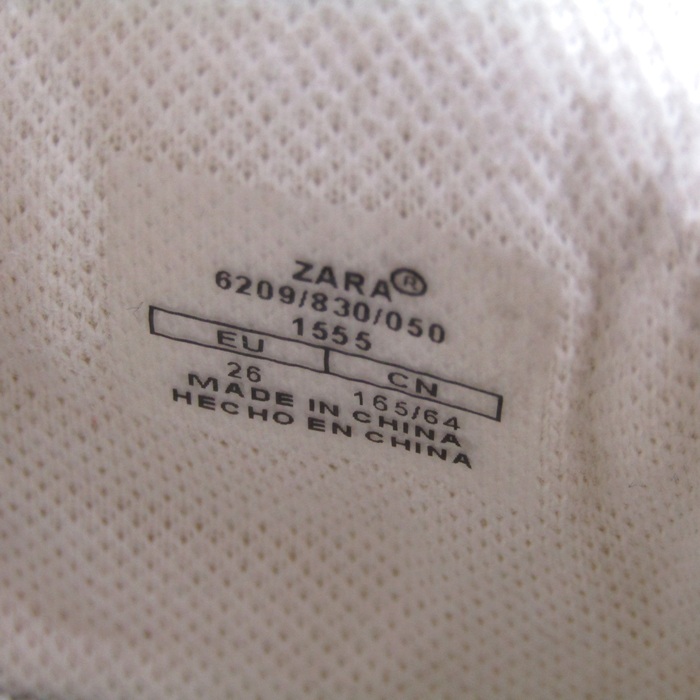 ZARA®
6209/830/050
1555
EU CN
26 165/64
MADE IN CHINA
HECHO EN CHINA